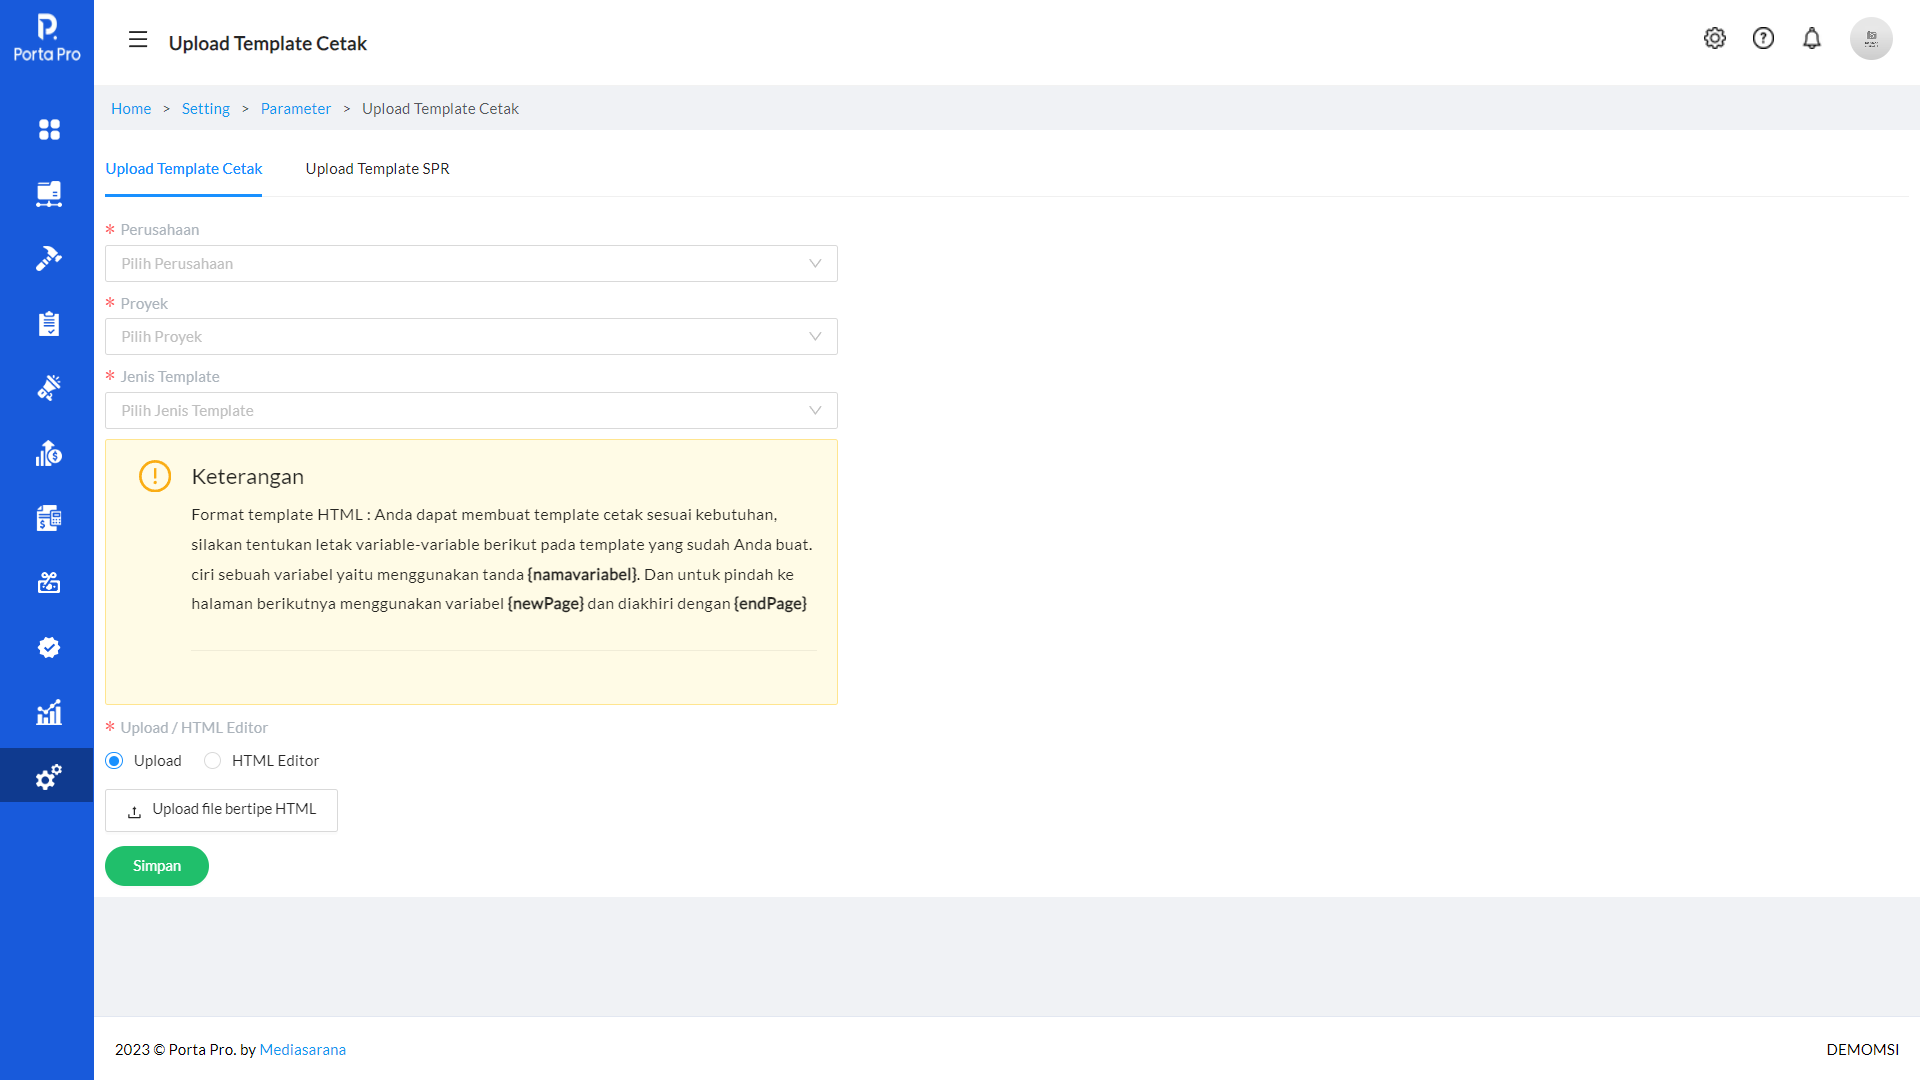 Porta Pro
Upload Template Cetak
Home > Setting > Parameter > Upload Template Cetak
Upload Template Cetak
Upload Template SPR
* Perusahaan
Pilih Perusahaan
* Proyek
Pilih Proyek
* Jenis Template
Pilih Jenis Template
Keterangan
Format template HTML : Anda dapat membuat template cetak sesuai kebutuhan,
silakan tentukan letak variable-variable berikut pada template yang sudah Anda buat.
ciri sebuah variabel yaitu menggunakan tanda {namavariabel}. Dan untuk pindah ke
halaman berikutnya menggunakan variabel {newPage} dan diakhiri dengan {endPage}
* Upload / HTML Editor
Upload
HTML Editor
Upload file bertipe HTML
Simpan
2023 © Porta Pro. by Mediasarana
DEMOMSI